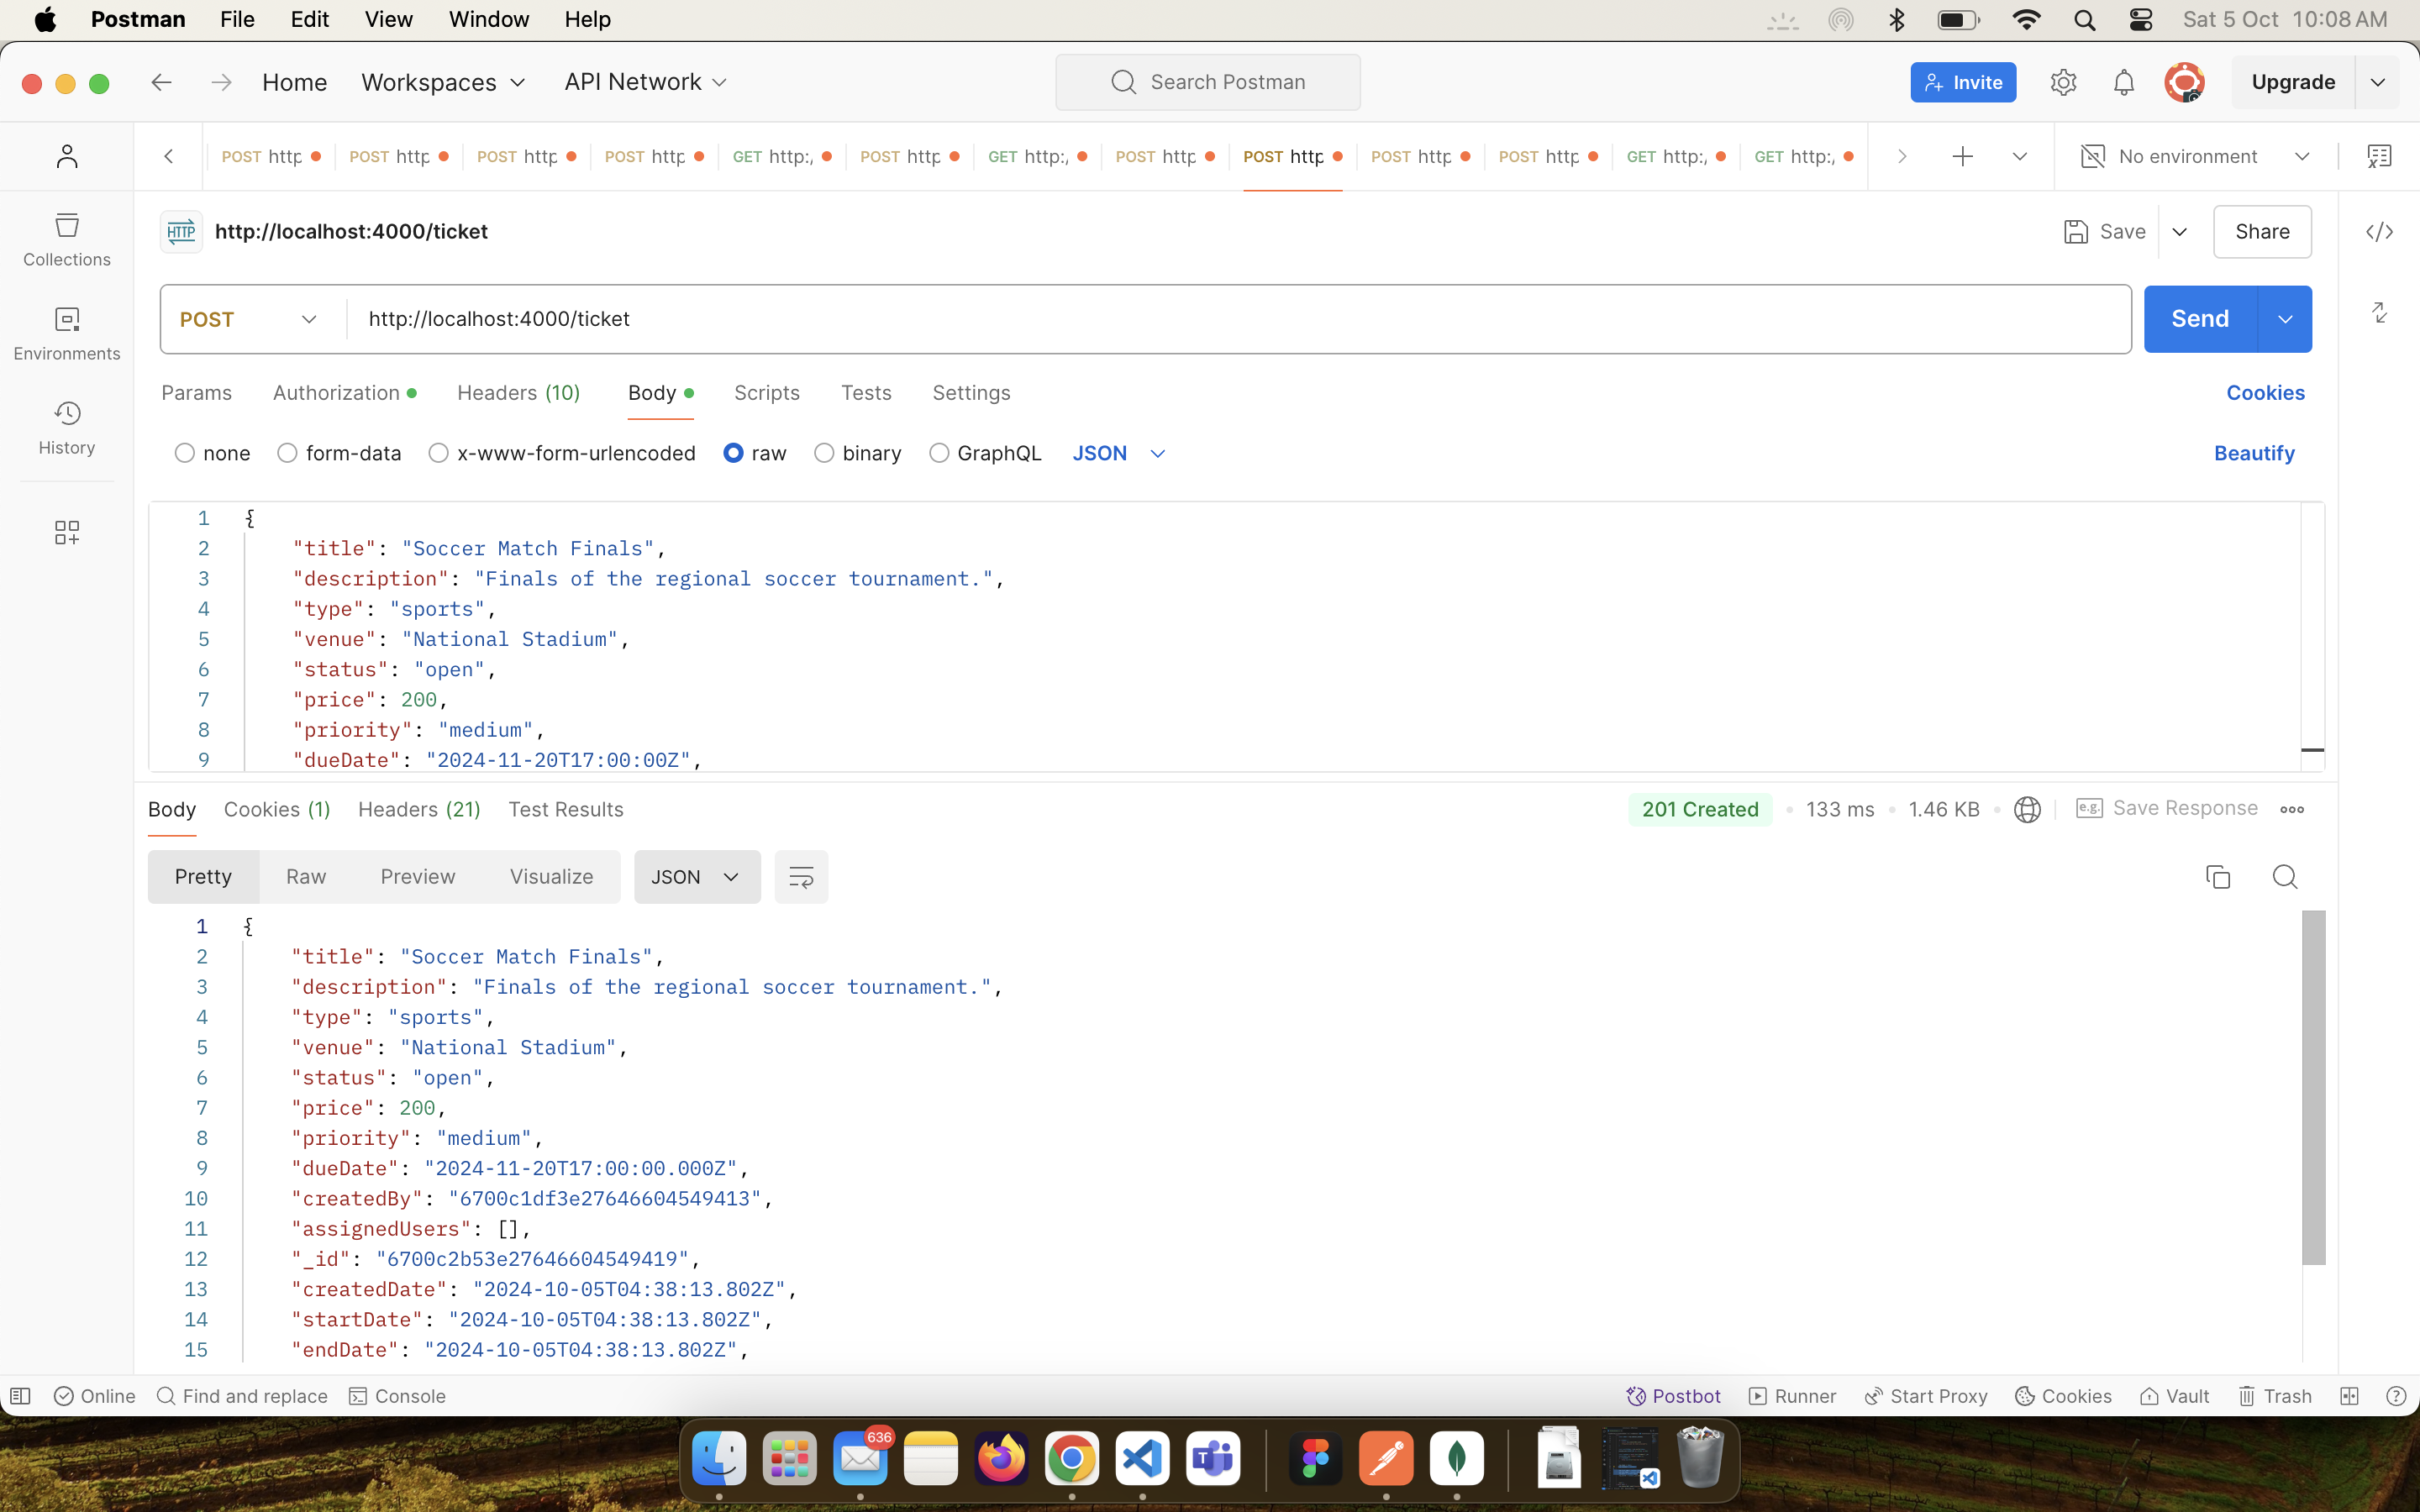 Postman File Edit View Window Help Sat 5 Oct 10:08 AM
Home Workspaces API Network Search Postman Invite Upgrade
POST http POST http POST http POST http GET http:/ POST http GET http:/ POST http POST http POST http POST http GET http:/ GET http:/ No environment
HTTP http://localhost:4000/ticket Save Share
Collections
Environments
History
POST http://localhost:4000/ticket Send
Params Authorization Headers (10) Body Scripts Tests Settings Cookies
none form-data x-www-form-urlencoded raw binary GraphQL JSON Beautify
1 {
2 "title": "Soccer Match Finals",
3 "description": "Finals of the regional soccer tournament.",
4 "type": "sports",
5 "venue": "National Stadium",
6 "status": "open",
7 "price": 200,
8 "priority": "medium",
9 "dueDate": "2024-11-20T17:00:00Z",
Body Cookies (1) Headers (21) Test Results 201 Created 133 ms 1.46 KB e.g. Save Response
Pretty Raw Preview Visualize JSON
1 {
2 "title": "Soccer Match Finals",
3 "description": "Finals of the regional soccer tournament.",
4 "type": "sports",
5 "venue": "National Stadium",
6 "status": "open",
7 "price": 200,
8 "priority": "medium",
9 "dueDate": "2024-11-20T17:00:00.000Z",
10 "createdBy": "6700c1df3e27646604549413",
11 "assignedUsers": [],
12 "_id": "6700c2b53e27646604549419",
13 "createdDate": "2024-10-05T04:38:13.802Z",
14 "startDate": "2024-10-05T04:38:13.802Z",
15 "endDate": "2024-10-05T04:38:13.802Z",
Online Find and replace Console Postbot Runner Start Proxy Cookies Vault Trash
636